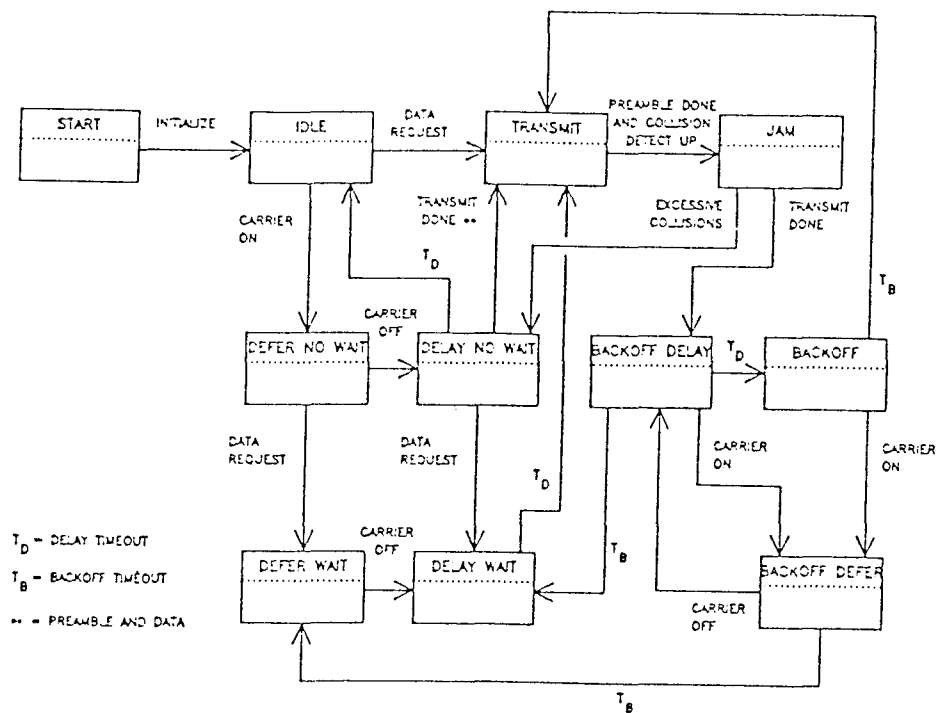 START
INITIALIZE
IDLE
DATA
REQUEST
TRANSMIT
PREAMBLE DONE
AND COLLISION
DETECT UP
JAM
CARRIER
ON
TRANSMIT
DONE **
EXCESSIVE
COLLISIONS
TRANSMIT
DONE
T_D
T_B
CARRIER
OFF
DEFER NO WAIT
DELAY NO WAIT
BACKOFF DELAY
T_D
BACKOFF
DATA
REQUEST
DATA
REQUEST
T_D
CARRIER
ON
CARRIER
ON
T_D - DELAY TIMEOUT
T_B - BACKOFF TIMEOUT
** - PREAMBLE AND DATA
CARRIER
OFF
DEFER WAIT
DELAY WAIT
T_B
BACKOFF DEFER
CARRIER
OFF
T_B